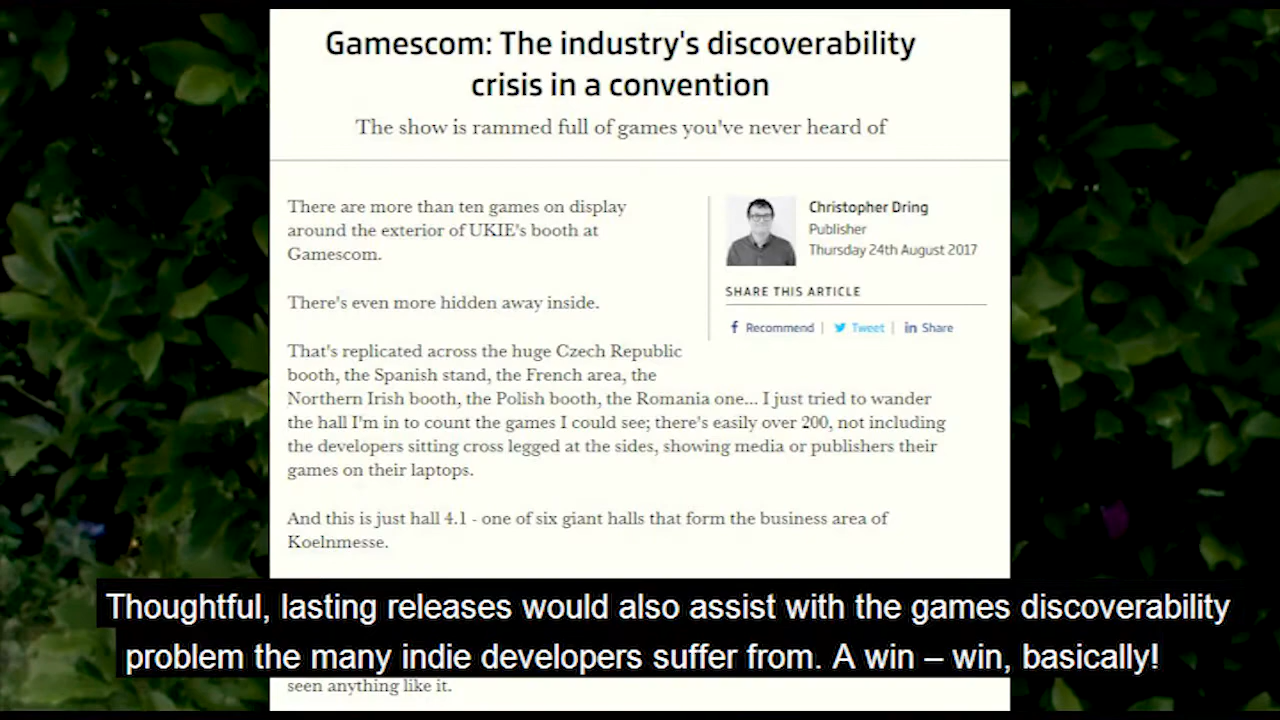 Gamescom: The industry's discoverability
crisis in a convention
The show is rammed full of games you've never heard of
There are more than ten games on display
around the exterior of UKIE's booth at
Gamescom.
There's even more hidden away inside.
Christopher Dring
Publisher
Thursday 24th August 2017
SHARE THIS ARTICLE
Recommend | Tweet | in Share
That's replicated across the huge Czech Republic
booth, the Spanish stand, the French area, the
Northern Irish booth, the Polish booth, the Romania one... I just tried to wander
the hall I'm in to count the games I could see; there's easily over 200, not including
the developers sitting cross legged at the sides, showing media or publishers their
games on their laptops.
And this is just hall 4.1 - one of six giant halls that form the business area of
Koelnmesse.
Thoughtful, lasting releases would also assist with the games discoverability
problem the many indie developers suffer from. A win – win, basically!
seen anything like it.